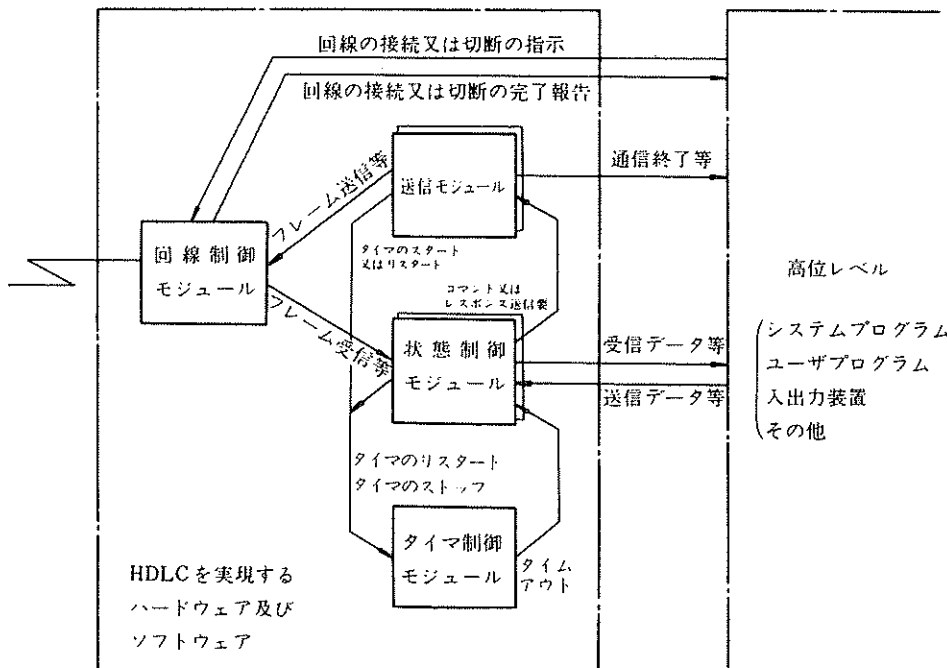 回線の接続又は切断の指示
回線の接続又は切断の完了報告
フレーム送信等
送信モジュール
通信終了等
回線制御
モジュール
タイマのスタート
又はリスタート
コマンド又は
レスポンス送信要
高位レベル
フレーム受信等
状態制御
モジュール
受信データ等
送信データ等
システムプログラム
ユーザプログラム
入出力装置
その他
タイマのリスタート
タイマのストップ
タイマ制御
モジュール
タイム
アウト
HDLCを実現する
ハードウェア及び
ソフトウェア